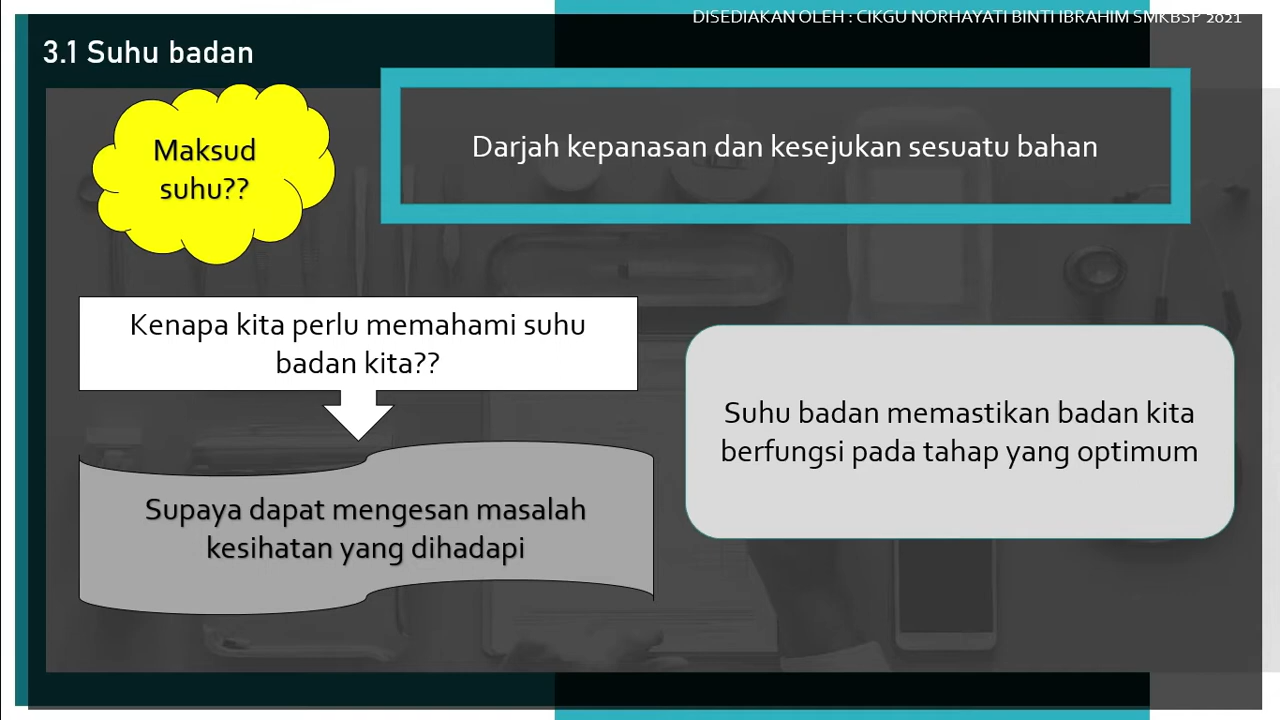 DISEDIAKAN OLEH : CIKGU NORHAYATI BINTI IBRAHIM SMKBSP 2021
3.1 Suhu badan
Maksud
suhu??
Darjah kepanasan dan kesejukan sesuatu bahan
Kenapa kita perlu memahami suhu
badan kita??
Suhu badan memastikan badan kita
berfungsi pada tahap yang optimum
Supaya dapat mengesan masalah
kesihatan yang dihadapi